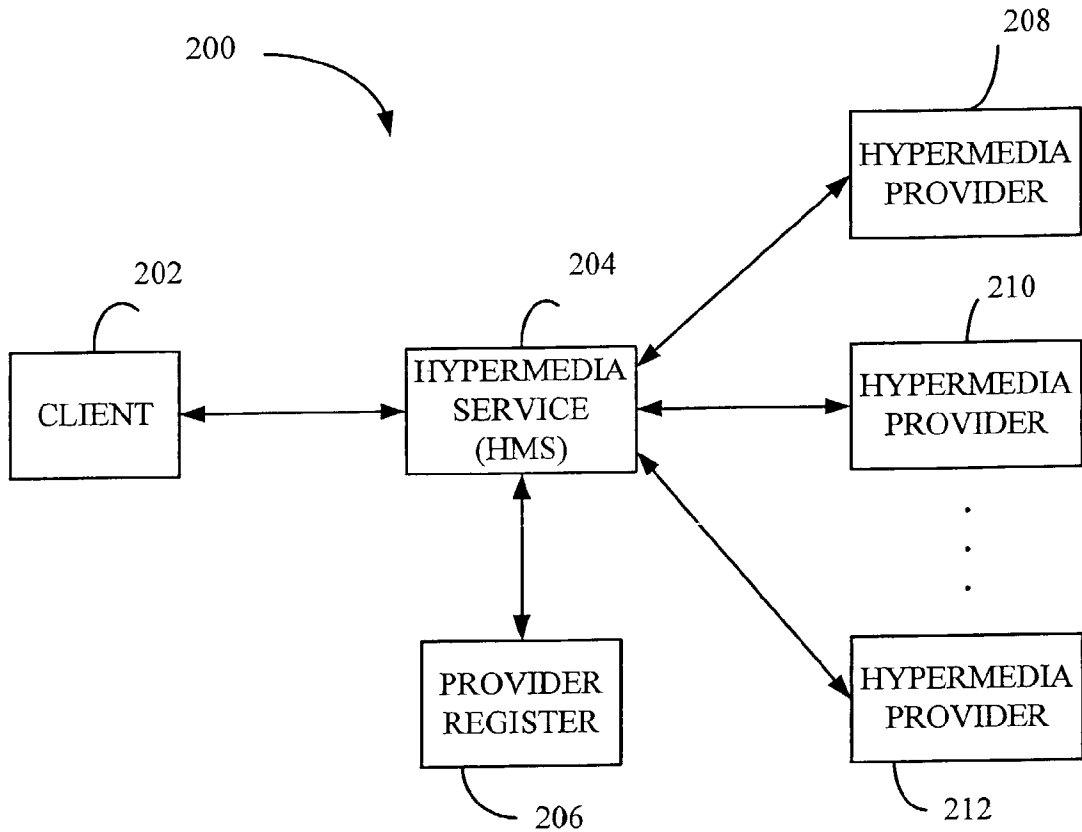 200
208
HYPERMEDIA
PROVIDER
202
204
210
CLIENT
HYPERMEDIA
SERVICE
(HMS)
HYPERMEDIA
PROVIDER
PROVIDER
REGISTER
HYPERMEDIA
PROVIDER
206
212